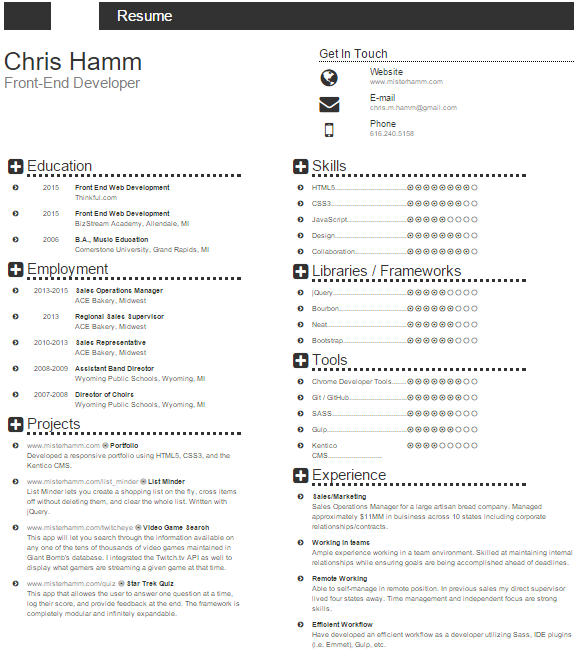 Resume
Chris Hamm
Front-End Developer
Get In Touch
Website
www.misterhamm.com
E-mail
chris.m.hamm@gmail.com
Phone
616.240.5158
Education
2015 Front End Web Development
Thinkful.com
2015 Front End Web Development
BizStream Academy, Allendale, MI
2006 B.A., Music Education
Cornerstone University, Grand Rapids, MI
Employment
2013-2015 Sales Operations Manager
ACE Bakery, Midwest
2013 Regional Sales Supervisor
ACE Bakery, Midwest
2010-2013 Sales Representative
ACE Bakery, Midwest
2008-2009 Assistant Band Director
Wyoming Public Schools, Wyoming, MI
2007-2008 Director of Choirs
Wyoming Public Schools, Wyoming, MI
Projects
www.misterhamm.com Portfolio
Developed a responsive portfolio using HTML5, CSS3, and the
Kentico CMS.
www.misterhamm.com/list_minder List Minder
List Minder lets you create a shopping list on the fly, cross items
off without deleting them, and clear the whole list. Written with
jQuery.
www.misterhamm.com/twitcheye Video Game Search
This app will let you search through the information available on
any one of the tens of thousands of video games maintained in
Giant Bomb's database. I integrated the Twitch.tv API as well to
display what gamers are streaming a given game at that time.
www.misterhamm.com/quiz Star Trek Quiz
This app that allows the user to answer one question at a time,
log their score, and provide feedback at the end. The framework is
completely modular and infinitely expandable.
Skills
HTML5
CSS3
JavaScript
Design
Collaboration
Libraries / Frameworks
jQuery
Bourbon
Neat
Bootstrap
Tools
Chrome Developer Tools
Git / GitHub
SASS
Gulp
Kentico
CMS
Experience
Sales/Marketing
Sales Operations Manager for a large artisan bread company. Managed
approximately $11MM in buisiness across 10 states including corporate
relationships/contracts.
Working in teams
Ample experience working in a team environment. Skilled at maintaining internal
relationships while ensuring goals are being accomplished ahead of deadlines.
Remote Working
Able to self-manage in remote position. In previous sales my direct supervisor
lived four states away. Time management and independent focus are strong
skills.
Efficient Workflow
Have developed an efficient workflow as a developer utilizing Sass, IDE plugins
(i.e. Emmet), Gulp, etc.